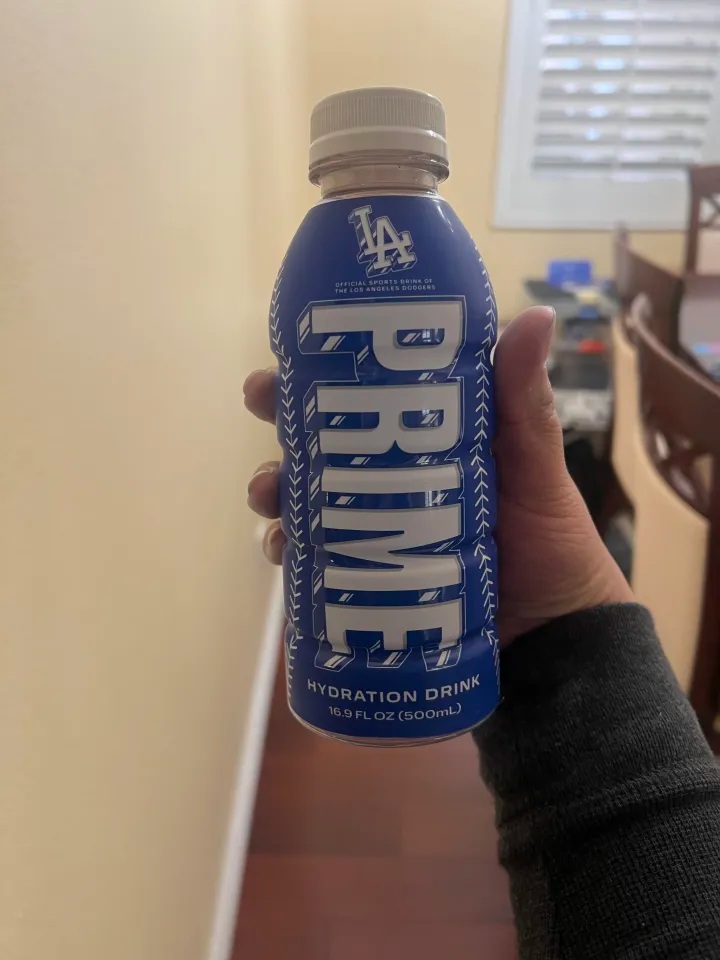 LA
OFFICIAL SPORTS DRINK OF
THE LOS ANGELES DODGERS
PRIME
HYDRATION DRINK
16.9 FL OZ (500mL)